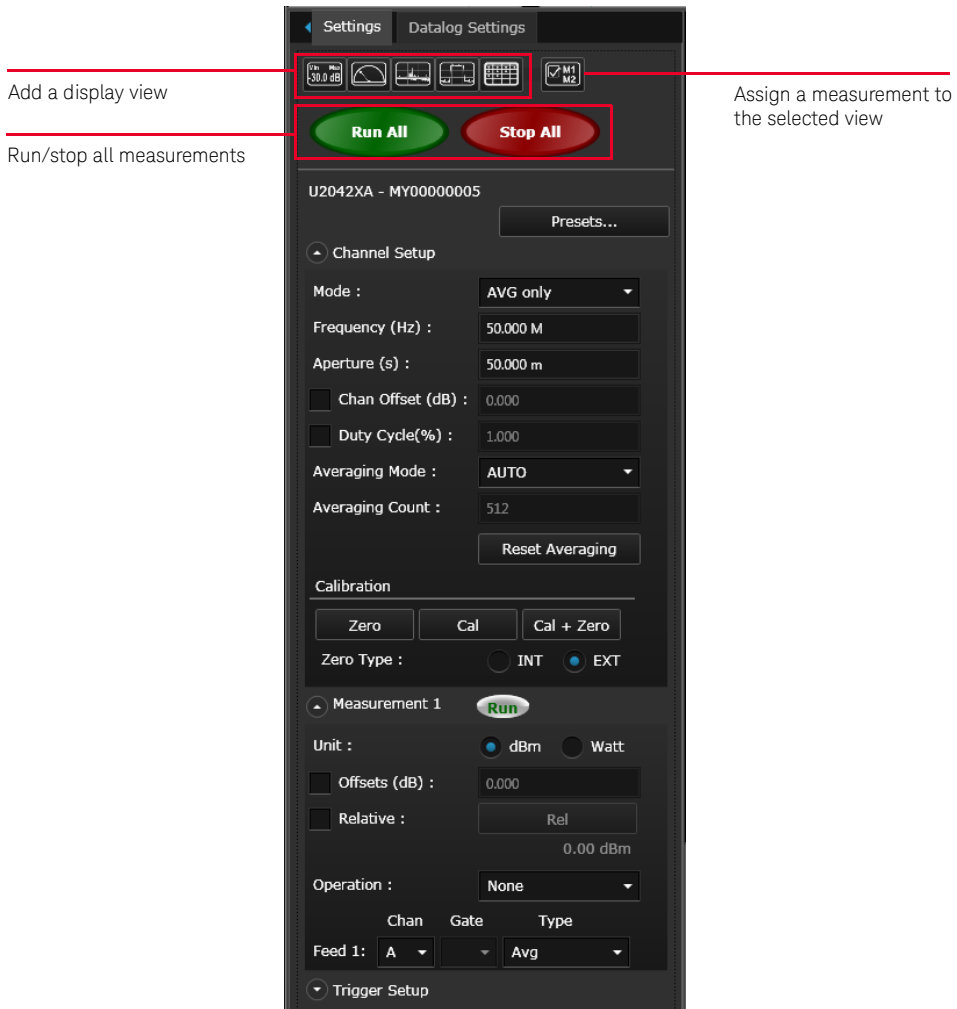 Settings Datalog Settings
Vin Max
-30.0 dB
M1
M2
Add a display view
Assign a measurement to
the selected view
Run All Stop All
Run/stop all measurements
U2042XA - MY00000005
Presets...
Channel Setup
Mode : AVG only
Frequency (Hz) : 50.000 M
Aperture (s) : 50.000 m
Chan Offset (dB) : 0.000
Duty Cycle(%) : 1.000
Averaging Mode : AUTO
Averaging Count : 512
Reset Averaging
Calibration
Zero Cal Cal + Zero
Zero Type : INT EXT
Measurement 1 Run
Unit : dBm Watt
Offsets (dB) : 0.000
Relative : Rel
0.00 dBm
Operation : None
Chan Gate Type
Feed 1: A Avg
Trigger Setup